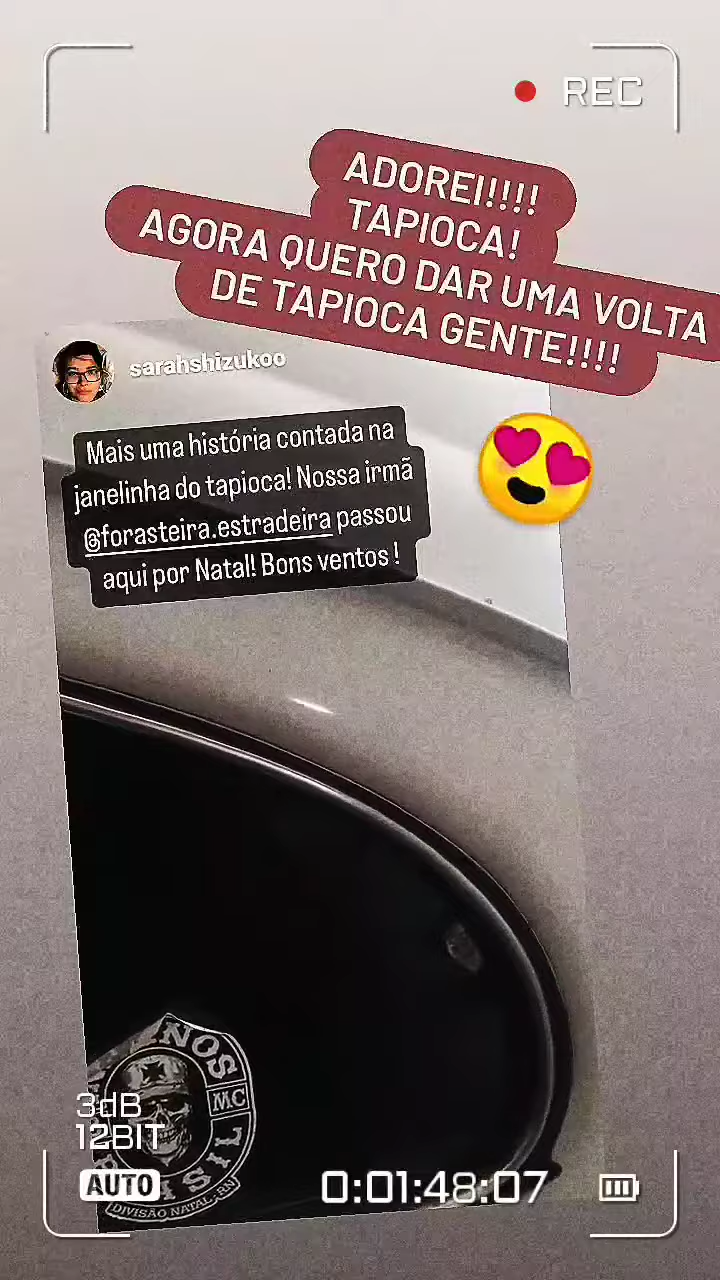 REC
ADOREI!!!!
TAPIOCA!
AGORA QUERO DAR UMA VOLTA
DE TAPIOCA GENTE!!!!
sarahshizukoo
Mais uma história contada na
janelinha do tapioca! Nossa irmã
@forasteira.estradeira passou
aqui por Natal! Bons ventos !
MC
DIVISÃO NATAL, RN
3dB
12BIT
AUTO
0:01:48:07